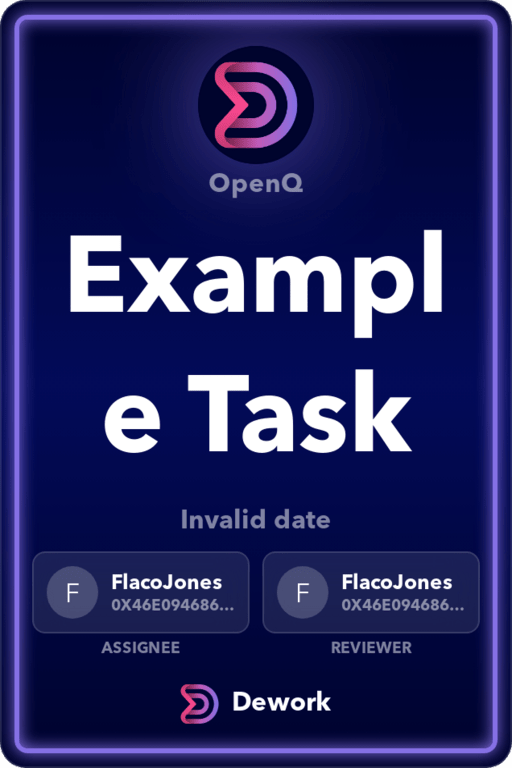 OpenQ
Exampl
e Task
Invalid date
F FlacoJones
0X46E094686...
ASSIGNEE
F FlacoJones
0X46E094686...
REVIEWER
Dework